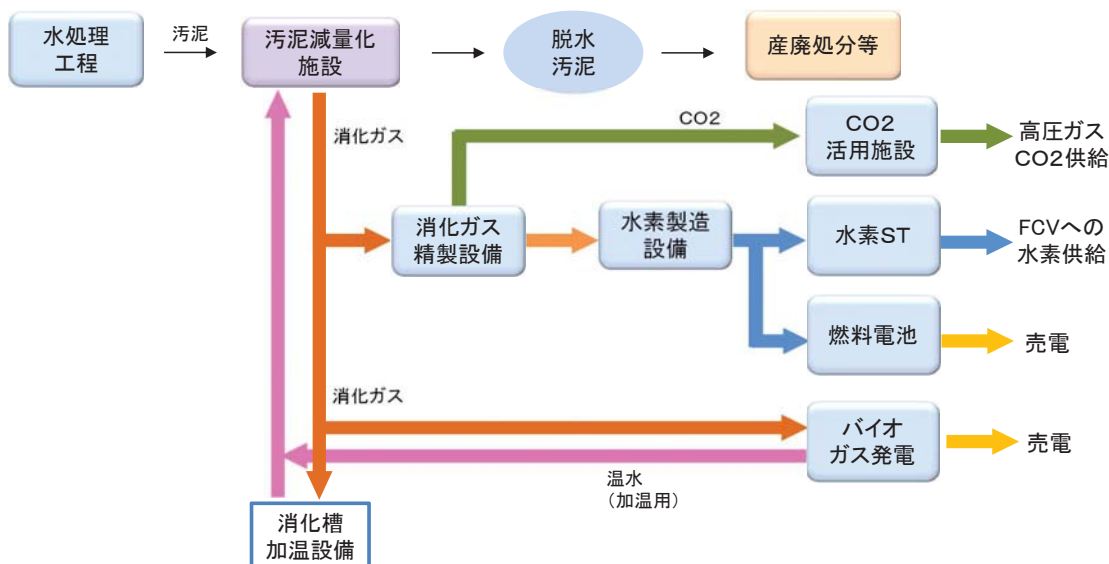 水処理
工程
汚泥
汚泥減量化
施設
脱水
汚泥
産廃処分等
消化ガス
CO2
CO2
活用施設
高圧ガス
CO2供給
消化ガス
精製設備
水素製造
設備
水素ST
FCVへの
水素供給
燃料電池
売電
消化ガス
バイオ
ガス発電
売電
温水
（加温用）
消化槽
加温設備